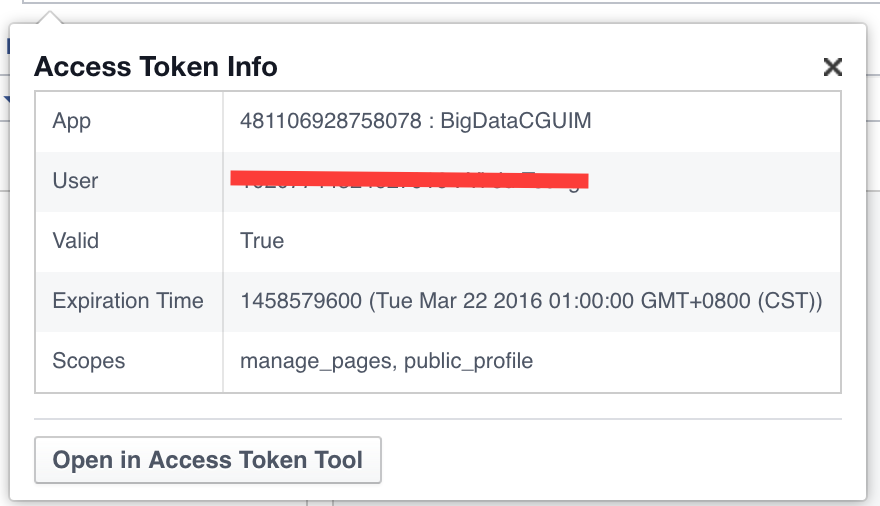 Access Token Info
App 481106928758078 : BigDataCGUIM
User
Valid True
Expiration Time 1458579600 (Tue Mar 22 2016 01:00:00 GMT+0800 (CST))
Scopes manage_pages, public_profile
Open in Access Token Tool